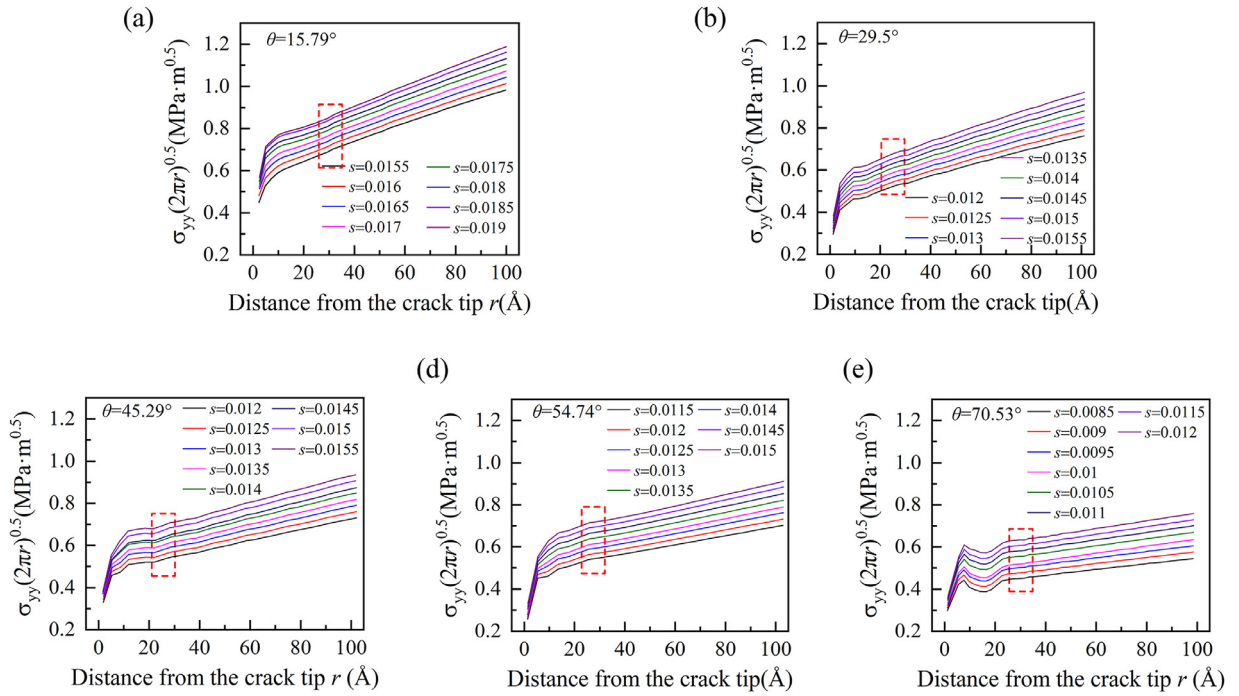 (a)
θ=15.79°
σyy(2πr)^0.5(MPa·m^0.5)
1.2
1.0
0.8
0.6
0.4
0.2
s=0.0155
s=0.016
s=0.0165
s=0.017
s=0.0175
s=0.018
s=0.0185
s=0.019
0 20 40 60 80 100
Distance from the crack tip r(Å)
(b)
θ=29.5°
σyy(2πr)^0.5(MPa·m^0.5)
1.2
1.0
0.8
0.6
0.4
0.2
s=0.012
s=0.0125
s=0.013
s=0.0135
s=0.014
s=0.0145
s=0.015
s=0.0155
0 20 40 60 80 100
Distance from the crack tip(Å)
θ=45.29°
σyy(2πr)^0.5(MPa·m^0.5)
1.2
1.0
0.8
0.6
0.4
0.2
s=0.012
s=0.0125
s=0.013
s=0.0135
s=0.014
s=0.0145
s=0.015
s=0.0155
0 20 40 60 80 100
Distance from the crack tip r (Å)
(d)
θ=54.74°
σyy(2πr)^0.5(MPa·m^0.5)
1.2
1.0
0.8
0.6
0.4
0.2
s=0.0115
s=0.012
s=0.0125
s=0.013
s=0.0135
s=0.014
s=0.0145
s=0.015
0 20 40 60 80 100
Distance from the crack tip(Å)
(e)
θ=70.53°
σyy(2πr)^0.5(MPa·m^0.5)
1.2
1.0
0.8
0.6
0.4
0.2
s=0.0085
s=0.009
s=0.0095
s=0.01
s=0.0105
s=0.011
s=0.0115
s=0.012
0 20 40 60 80 100
Distance from the crack tip r (Å)